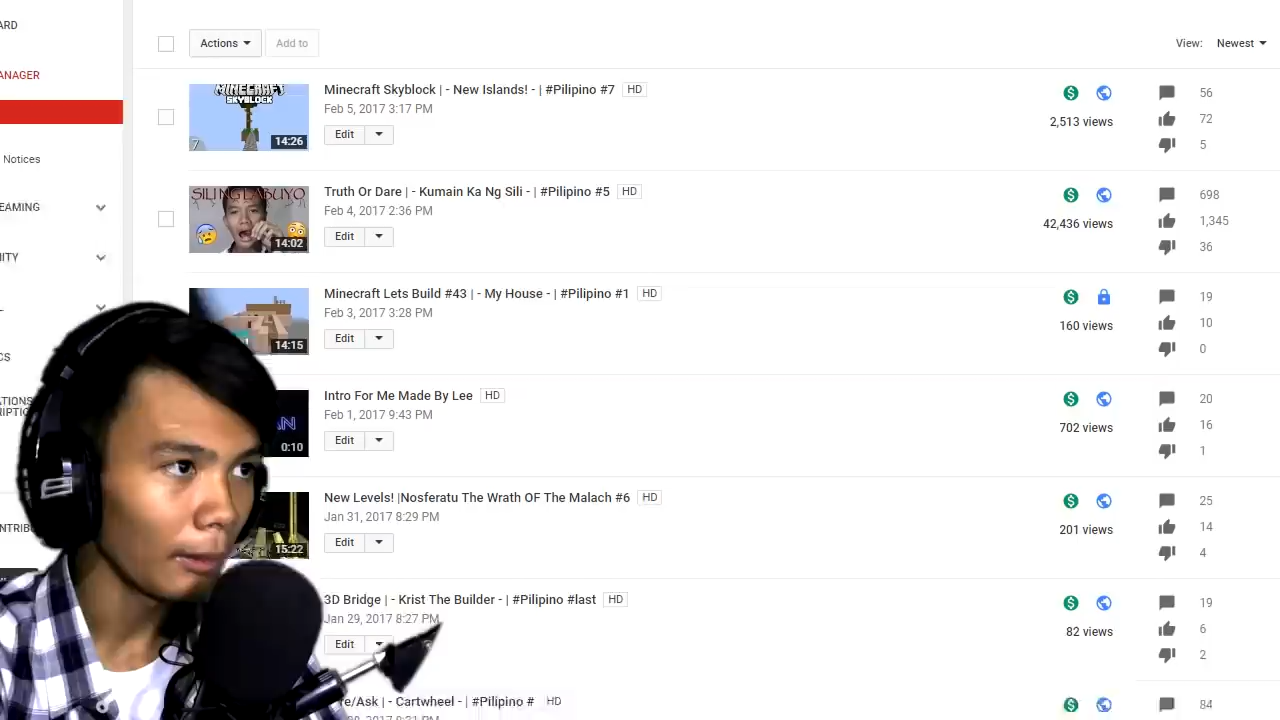 ARD
Actions
Add to
View:
Newest
ANAGER
Minecraft Skyblock | - New Islands! - | #Pilipino #7 HD
Feb 5, 2017 3:17 PM
Edit
MINECRAFT
SKYBLOCK
7
14:26
2,513 views
56
72
5
Notices
Truth Or Dare | - Kumain Ka Ng Sili - | #Pilipino #5 HD
Feb 4, 2017 2:36 PM
Edit
SILING LABUYO
14:02
42,436 views
698
1,345
36
EAMING
ITY
Minecraft Lets Build #43 | - My House - | #Pilipino #1 HD
Feb 3, 2017 3:28 PM
Edit
14:15
160 views
19
10
0
CS
ATIONS
RIPTIC
Intro For Me Made By Lee HD
Feb 1, 2017 9:43 PM
Edit
AN
0:10
702 views
20
16
1
New Levels! |Nosferatu The Wrath OF The Malach #6 HD
Jan 31, 2017 8:29 PM
Edit
15:22
201 views
25
14
4
ONTRIB
3D Bridge | - Krist The Builder - | #Pilipino #last HD
Jan 29, 2017 8:27 PM
Edit
82 views
19
6
2
re/Ask | - Cartwheel - | #Pilipino # HD
84